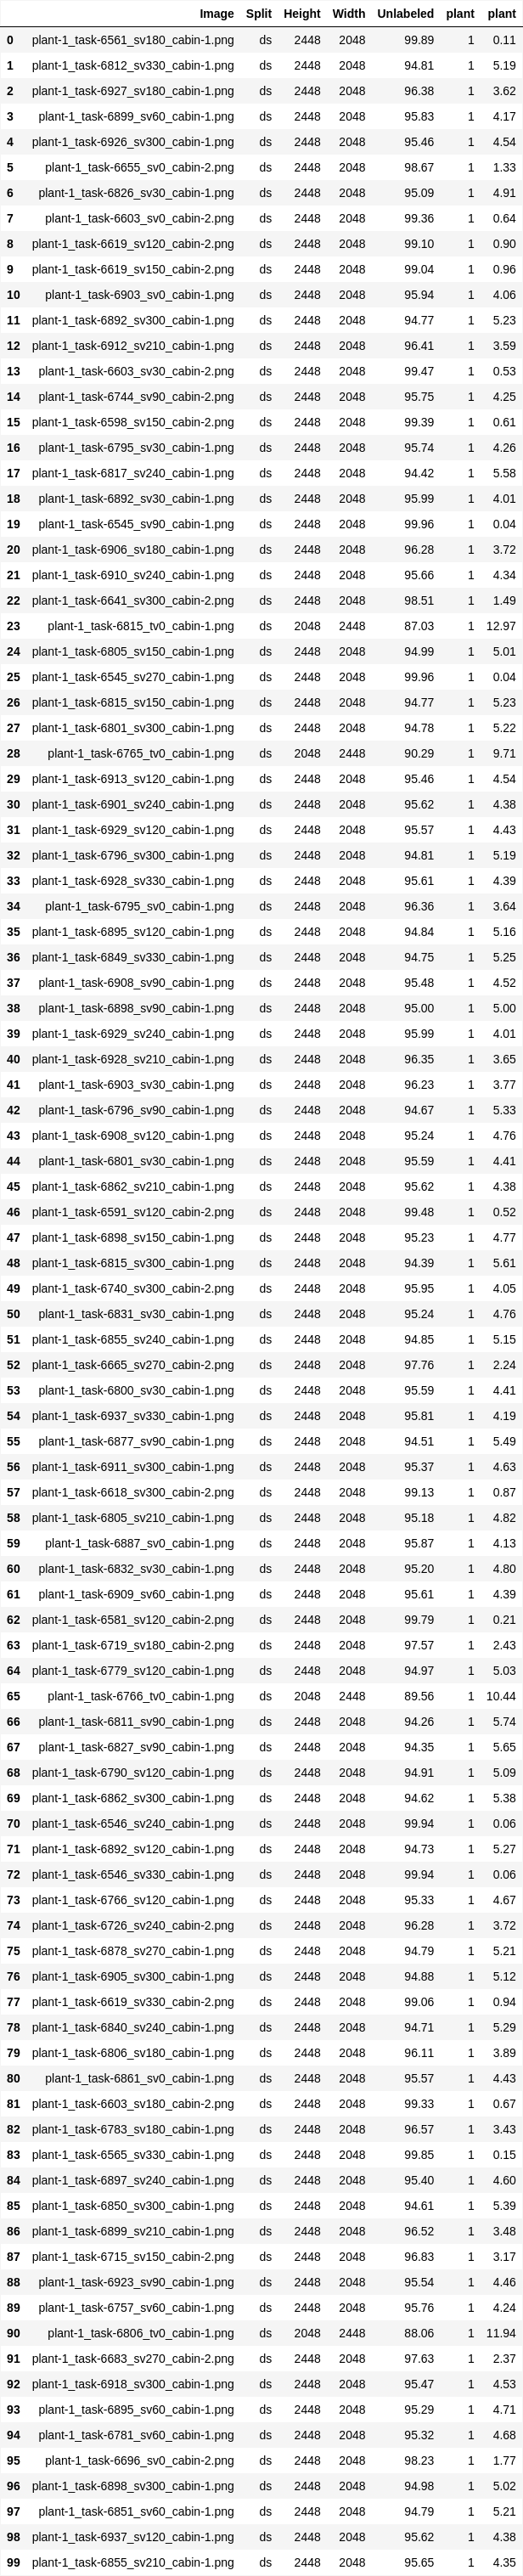 Image Split Height Width Unlabeled plant plant
0 plant-1_task-6561_sv180_cabin-1.png ds 2448 2048 99.89 1 0.11
1 plant-1_task-6812_sv330_cabin-1.png ds 2448 2048 94.81 1 5.19
2 plant-1_task-6927_sv180_cabin-1.png ds 2448 2048 96.38 1 3.62
3 plant-1_task-6899_sv60_cabin-1.png ds 2448 2048 95.83 1 4.17
4 plant-1_task-6926_sv300_cabin-1.png ds 2448 2048 95.46 1 4.54
5 plant-1_task-6655_sv0_cabin-2.png ds 2448 2048 98.67 1 1.33
6 plant-1_task-6826_sv30_cabin-1.png ds 2448 2048 95.09 1 4.91
7 plant-1_task-6603_sv0_cabin-2.png ds 2448 2048 99.36 1 0.64
8 plant-1_task-6619_sv120_cabin-2.png ds 2448 2048 99.10 1 0.90
9 plant-1_task-6619_sv150_cabin-2.png ds 2448 2048 99.04 1 0.96
10 plant-1_task-6903_sv0_cabin-1.png ds 2448 2048 95.94 1 4.06
11 plant-1_task-6892_sv300_cabin-1.png ds 2448 2048 94.77 1 5.23
12 plant-1_task-6912_sv210_cabin-1.png ds 2448 2048 96.41 1 3.59
13 plant-1_task-6603_sv30_cabin-2.png ds 2448 2048 99.47 1 0.53
14 plant-1_task-6744_sv90_cabin-2.png ds 2448 2048 95.75 1 4.25
15 plant-1_task-6598_sv150_cabin-2.png ds 2448 2048 99.39 1 0.61
16 plant-1_task-6795_sv30_cabin-1.png ds 2448 2048 95.74 1 4.26
17 plant-1_task-6817_sv240_cabin-1.png ds 2448 2048 94.42 1 5.58
18 plant-1_task-6892_sv30_cabin-1.png ds 2448 2048 95.99 1 4.01
19 plant-1_task-6545_sv90_cabin-1.png ds 2448 2048 99.96 1 0.04
20 plant-1_task-6906_sv180_cabin-1.png ds 2448 2048 96.28 1 3.72
21 plant-1_task-6910_sv240_cabin-1.png ds 2448 2048 95.66 1 4.34
22 plant-1_task-6641_sv300_cabin-2.png ds 2448 2048 98.51 1 1.49
23 plant-1_task-6815_tv0_cabin-1.png ds 2048 2448 87.03 1 12.97
24 plant-1_task-6805_sv150_cabin-1.png ds 2448 2048 94.99 1 5.01
25 plant-1_task-6545_sv270_cabin-1.png ds 2448 2048 99.96 1 0.04
26 plant-1_task-6815_sv150_cabin-1.png ds 2448 2048 94.77 1 5.23
27 plant-1_task-6801_sv300_cabin-1.png ds 2448 2048 94.78 1 5.22
28 plant-1_task-6765_tv0_cabin-1.png ds 2048 2448 90.29 1 9.71
29 plant-1_task-6913_sv120_cabin-1.png ds 2448 2048 95.46 1 4.54
30 plant-1_task-6901_sv240_cabin-1.png ds 2448 2048 95.62 1 4.38
31 plant-1_task-6929_sv120_cabin-1.png ds 2448 2048 95.57 1 4.43
32 plant-1_task-6796_sv300_cabin-1.png ds 2448 2048 94.81 1 5.19
33 plant-1_task-6928_sv330_cabin-1.png ds 2448 2048 95.61 1 4.39
34 plant-1_task-6795_sv0_cabin-1.png ds 2448 2048 96.36 1 3.64
35 plant-1_task-6895_sv120_cabin-1.png ds 2448 2048 94.84 1 5.16
36 plant-1_task-6849_sv330_cabin-1.png ds 2448 2048 94.75 1 5.25
37 plant-1_task-6908_sv90_cabin-1.png ds 2448 2048 95.48 1 4.52
38 plant-1_task-6898_sv90_cabin-1.png ds 2448 2048 95.00 1 5.00
39 plant-1_task-6929_sv240_cabin-1.png ds 2448 2048 95.99 1 4.01
40 plant-1_task-6928_sv210_cabin-1.png ds 2448 2048 96.35 1 3.65
41 plant-1_task-6903_sv30_cabin-1.png ds 2448 2048 96.23 1 3.77
42 plant-1_task-6796_sv90_cabin-1.png ds 2448 2048 94.67 1 5.33
43 plant-1_task-6908_sv120_cabin-1.png ds 2448 2048 95.24 1 4.76
44 plant-1_task-6801_sv30_cabin-1.png ds 2448 2048 95.59 1 4.41
45 plant-1_task-6862_sv210_cabin-1.png ds 2448 2048 95.62 1 4.38
46 plant-1_task-6591_sv120_cabin-2.png ds 2448 2048 99.48 1 0.52
47 plant-1_task-6898_sv150_cabin-1.png ds 2448 2048 95.23 1 4.77
48 plant-1_task-6815_sv300_cabin-1.png ds 2448 2048 94.39 1 5.61
49 plant-1_task-6740_sv300_cabin-2.png ds 2448 2048 95.95 1 4.05
50 plant-1_task-6831_sv30_cabin-1.png ds 2448 2048 95.24 1 4.76
51 plant-1_task-6855_sv240_cabin-1.png ds 2448 2048 94.85 1 5.15
52 plant-1_task-6665_sv270_cabin-2.png ds 2448 2048 97.76 1 2.24
53 plant-1_task-6800_sv30_cabin-1.png ds 2448 2048 95.59 1 4.41
54 plant-1_task-6937_sv330_cabin-1.png ds 2448 2048 95.81 1 4.19
55 plant-1_task-6877_sv90_cabin-1.png ds 2448 2048 94.51 1 5.49
56 plant-1_task-6911_sv300_cabin-1.png ds 2448 2048 95.37 1 4.63
57 plant-1_task-6618_sv300_cabin-2.png ds 2448 2048 99.13 1 0.87
58 plant-1_task-6805_sv210_cabin-1.png ds 2448 2048 95.18 1 4.82
59 plant-1_task-6887_sv0_cabin-1.png ds 2448 2048 95.87 1 4.13
60 plant-1_task-6832_sv30_cabin-1.png ds 2448 2048 95.20 1 4.80
61 plant-1_task-6909_sv60_cabin-1.png ds 2448 2048 95.61 1 4.39
62 plant-1_task-6581_sv120_cabin-2.png ds 2448 2048 99.79 1 0.21
63 plant-1_task-6719_sv180_cabin-2.png ds 2448 2048 97.57 1 2.43
64 plant-1_task-6779_sv120_cabin-1.png ds 2448 2048 94.97 1 5.03
65 plant-1_task-6766_tv0_cabin-1.png ds 2048 2448 89.56 1 10.44
66 plant-1_task-6811_sv90_cabin-1.png ds 2448 2048 94.26 1 5.74
67 plant-1_task-6827_sv90_cabin-1.png ds 2448 2048 94.35 1 5.65
68 plant-1_task-6790_sv120_cabin-1.png ds 2448 2048 94.91 1 5.09
69 plant-1_task-6862_sv300_cabin-1.png ds 2448 2048 94.62 1 5.38
70 plant-1_task-6546_sv240_cabin-1.png ds 2448 2048 99.94 1 0.06
71 plant-1_task-6892_sv120_cabin-1.png ds 2448 2048 94.73 1 5.27
72 plant-1_task-6546_sv330_cabin-1.png ds 2448 2048 99.94 1 0.06
73 plant-1_task-6766_sv120_cabin-1.png ds 2448 2048 95.33 1 4.67
74 plant-1_task-6726_sv240_cabin-2.png ds 2448 2048 96.28 1 3.72
75 plant-1_task-6878_sv270_cabin-1.png ds 2448 2048 94.79 1 5.21
76 plant-1_task-6905_sv300_cabin-1.png ds 2448 2048 94.88 1 5.12
77 plant-1_task-6619_sv330_cabin-2.png ds 2448 2048 99.06 1 0.94
78 plant-1_task-6840_sv240_cabin-1.png ds 2448 2048 94.71 1 5.29
79 plant-1_task-6806_sv180_cabin-1.png ds 2448 2048 96.11 1 3.89
80 plant-1_task-6861_sv0_cabin-1.png ds 2448 2048 95.57 1 4.43
81 plant-1_task-6603_sv180_cabin-2.png ds 2448 2048 99.33 1 0.67
82 plant-1_task-6783_sv180_cabin-1.png ds 2448 2048 96.57 1 3.43
83 plant-1_task-6565_sv330_cabin-1.png ds 2448 2048 99.85 1 0.15
84 plant-1_task-6897_sv240_cabin-1.png ds 2448 2048 95.40 1 4.60
85 plant-1_task-6850_sv300_cabin-1.png ds 2448 2048 94.61 1 5.39
86 plant-1_task-6899_sv210_cabin-1.png ds 2448 2048 96.52 1 3.48
87 plant-1_task-6715_sv150_cabin-2.png ds 2448 2048 96.83 1 3.17
88 plant-1_task-6923_sv90_cabin-1.png ds 2448 2048 95.54 1 4.46
89 plant-1_task-6757_sv60_cabin-1.png ds 2448 2048 95.76 1 4.24
90 plant-1_task-6806_tv0_cabin-1.png ds 2048 2448 88.06 1 11.94
91 plant-1_task-6683_sv270_cabin-2.png ds 2448 2048 97.63 1 2.37
92 plant-1_task-6918_sv300_cabin-1.png ds 2448 2048 95.47 1 4.53
93 plant-1_task-6895_sv60_cabin-1.png ds 2448 2048 95.29 1 4.71
94 plant-1_task-6781_sv60_cabin-1.png ds 2448 2048 95.32 1 4.68
95 plant-1_task-6696_sv0_cabin-2.png ds 2448 2048 98.23 1 1.77
96 plant-1_task-6898_sv300_cabin-1.png ds 2448 2048 94.98 1 5.02
97 plant-1_task-6851_sv60_cabin-1.png ds 2448 2048 94.79 1 5.21
98 plant-1_task-6937_sv120_cabin-1.png ds 2448 2048 95.62 1 4.38
99 plant-1_task-6855_sv210_cabin-1.png ds 2448 2048 95.65 1 4.35